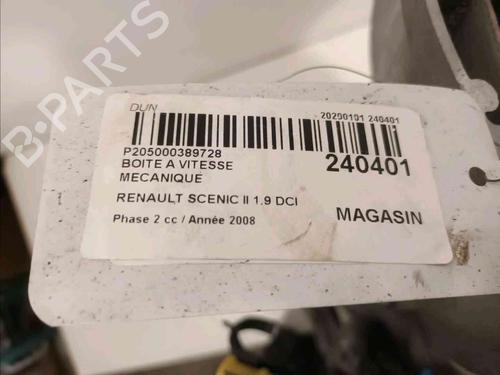 DUN
20200101 240401
P205000389728
240401
BOITE A VITESSE
MECANIQUE
RENAULT SCENIC II 1.9 DCI
MAGASIN
Phase 2 cc / Année 2008
B-PARTS